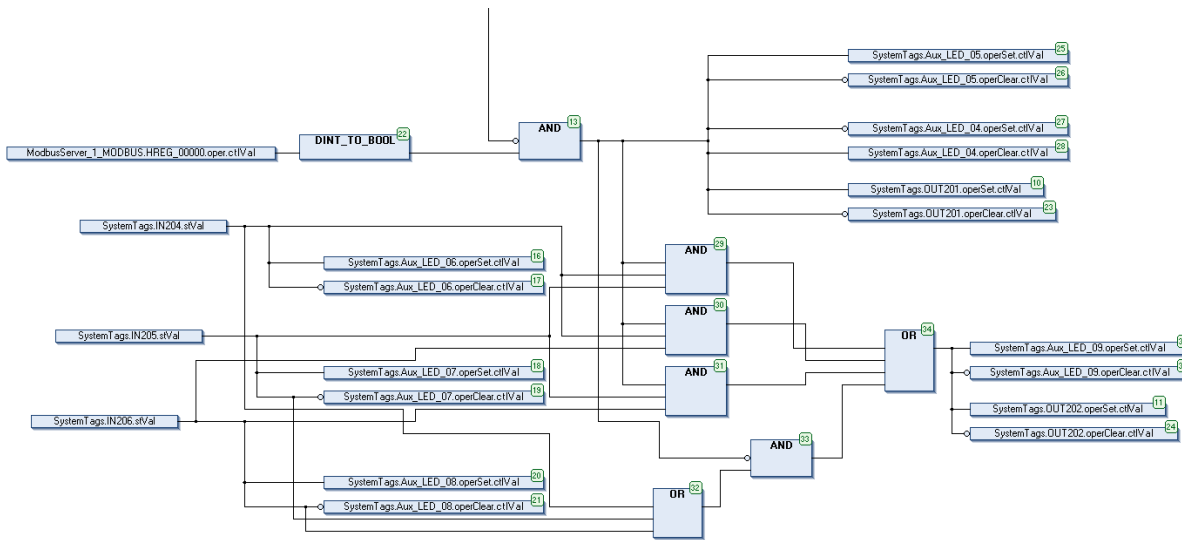 SystemTags.Aux_LED_05.operSet.ctlVal 25
SystemTags.Aux_LED_05.operClear.ctlVal 26
AND 13
SystemTags.Aux_LED_04.operSet.ctlVal 27
DINT_TO_BOOL 22
ModbusServer_1_MODBUS.HREG_00000.oper.ctlVal
SystemTags.Aux_LED_04.operClear.ctlVal 28
SystemTags.OUT201.operSet.ctlVal 10
SystemTags.OUT201.operClear.ctlVal 23
SystemTags.IN204.stVal
AND 29
SystemTags.Aux_LED_06.operSet.ctlVal 16
SystemTags.Aux_LED_06.operClear.ctlVal 17
AND 30
SystemTags.IN205.stVal
OR 34
SystemTags.Aux_LED_09.operSet.ctlVal
AND 31
SystemTags.Aux_LED_07.operSet.ctlVal 18
SystemTags.Aux_LED_09.operClear.ctlVal
SystemTags.Aux_LED_07.operClear.ctlVal 19
SystemTags.OUT202.operSet.ctlVal 11
SystemTags.IN206.stVal
SystemTags.OUT202.operClear.ctlVal 24
AND 33
SystemTags.Aux_LED_08.operSet.ctlVal 20
OR 32
SystemTags.Aux_LED_08.operClear.ctlVal 21